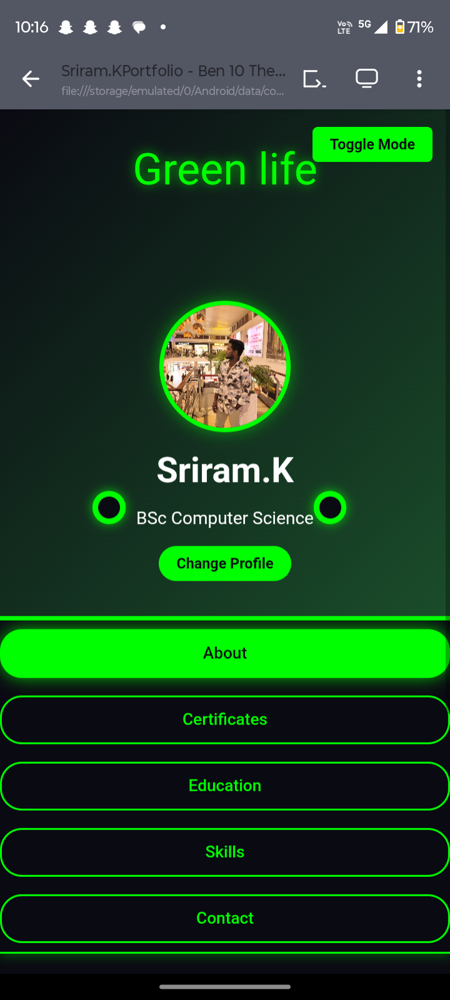 10:16
Vo LTE 5G 71%
Sriram.KPortfolio - Ben 10 The...
file:///storage/emulated/0/Android/data/co...
Toggle Mode
Green life
Sriram.K
BSc Computer Science
Change Profile
About
Certificates
Education
Skills
Contact